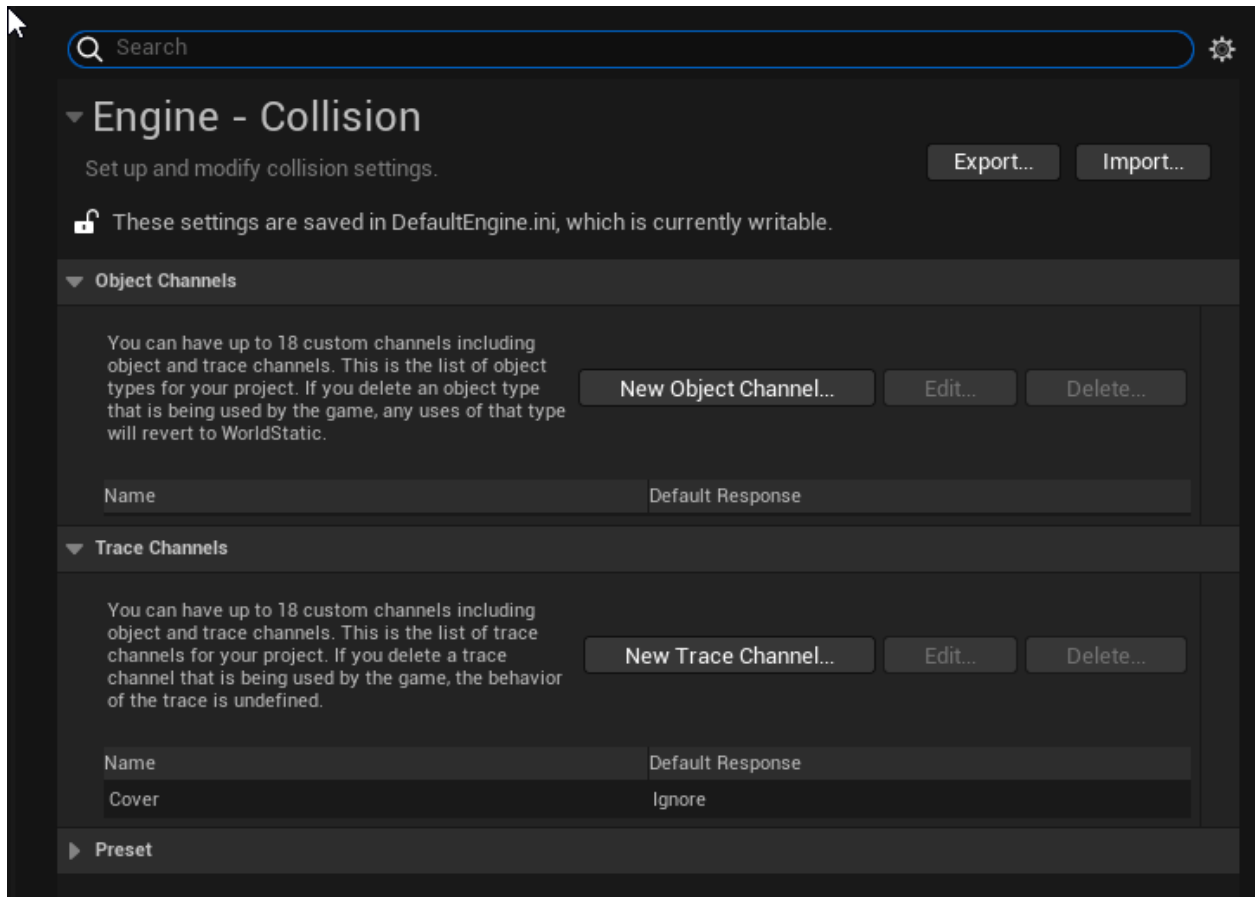 Search
Engine - Collision
Set up and modify collision settings.
Export...
Import...
These settings are saved in DefaultEngine.ini, which is currently writable.
Object Channels
You can have up to 18 custom channels including
object and trace channels. This is the list of object
types for your project. If you delete an object type
that is being used by the game, any uses of that type
will revert to WorldStatic.
New Object Channel...
Edit...
Delete...
Name
Default Response
Trace Channels
You can have up to 18 custom channels including
object and trace channels. This is the list of trace
channels for your project. If you delete a trace
channel that is being used by the game, the behavior
of the trace is undefined.
New Trace Channel...
Edit...
Delete...
Name
Default Response
Cover
Ignore
Preset